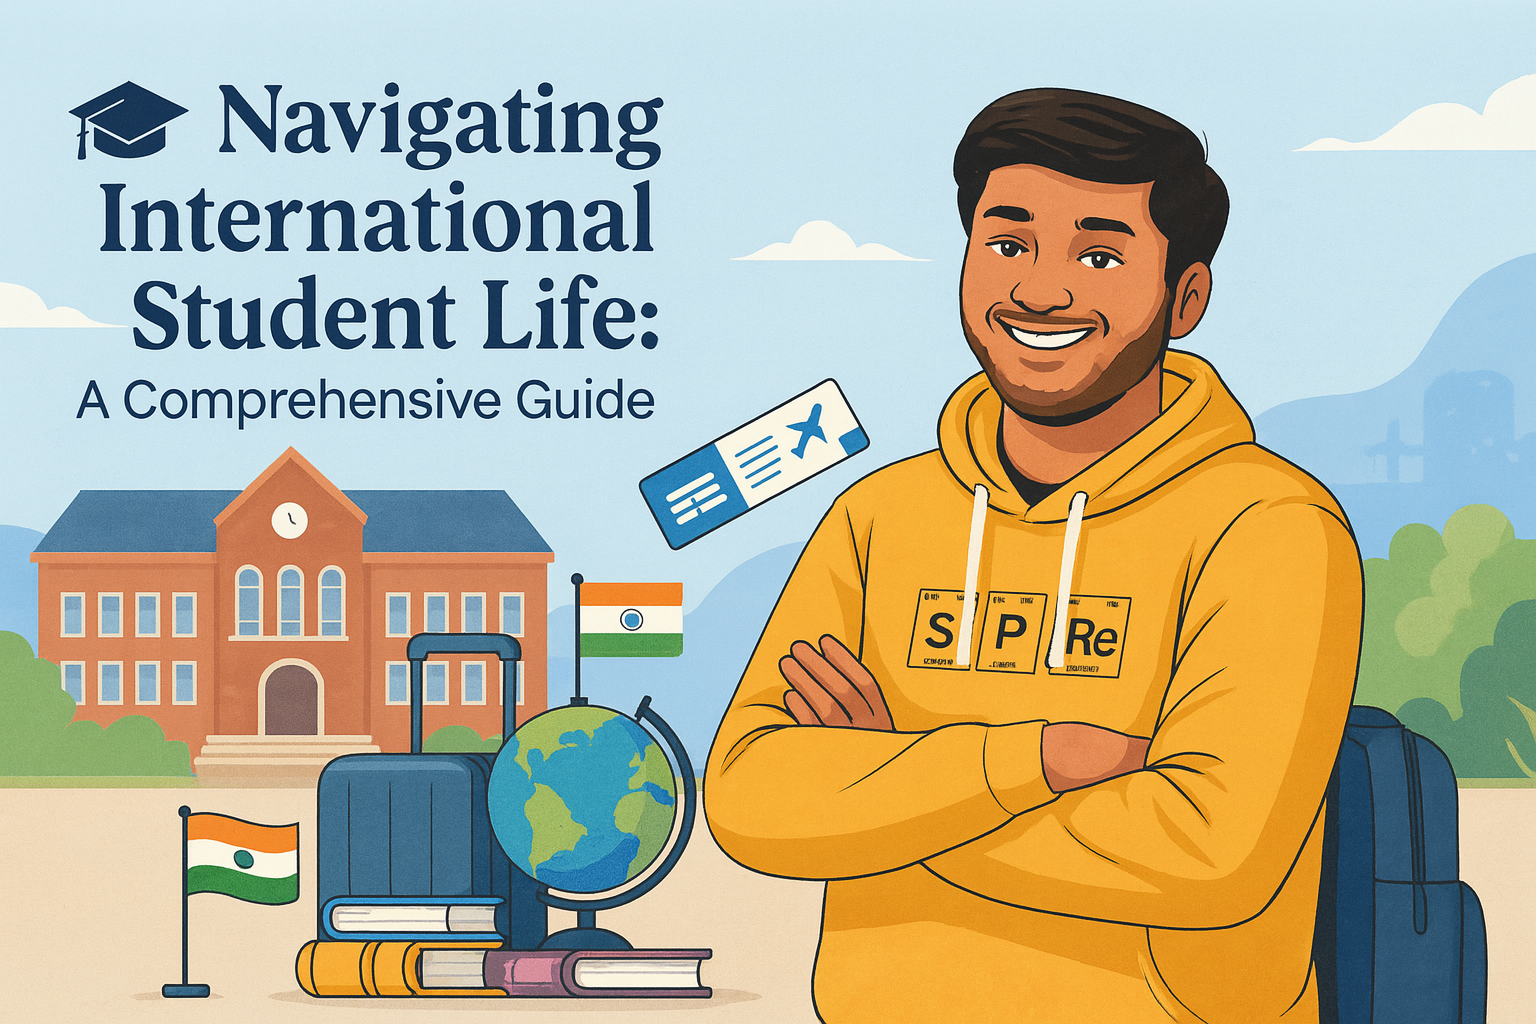 Navigating
International
Student Life:
A Comprehensive Guide
S P Re